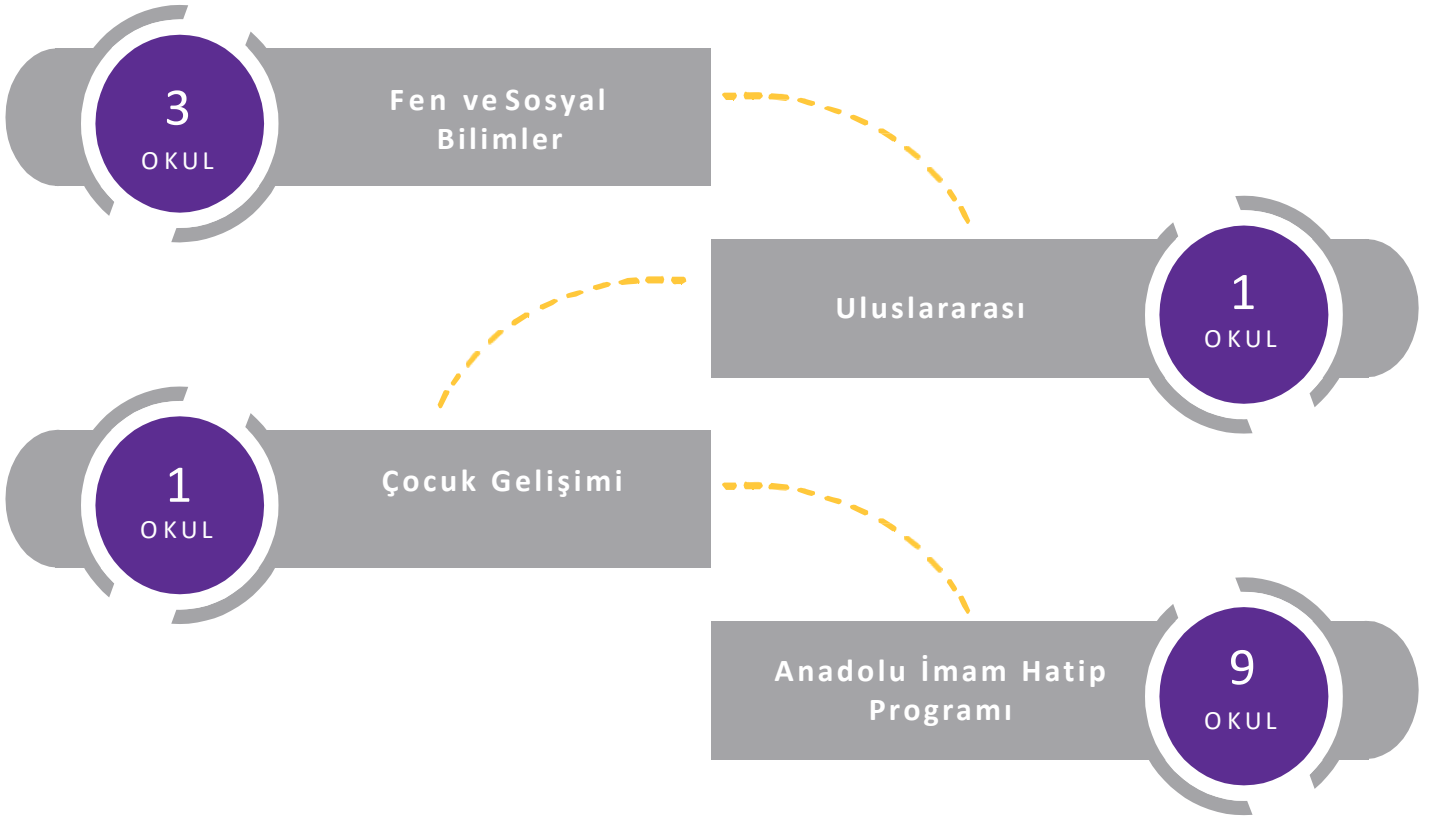 3
OKUL
Fen ve Sosyal
Bilimler
Uluslararası
1
OKUL
1
OKUL
Çocuk Gelişimi
Anadolu İmam Hatip
Programı
9
OKUL